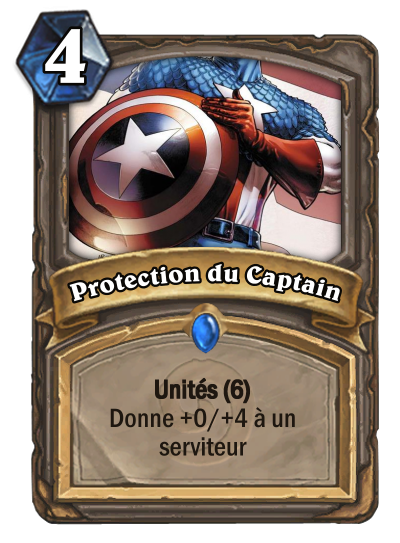 4
Protection du Captain
Unités (6)
Donne +0/+4 à un
serviteur